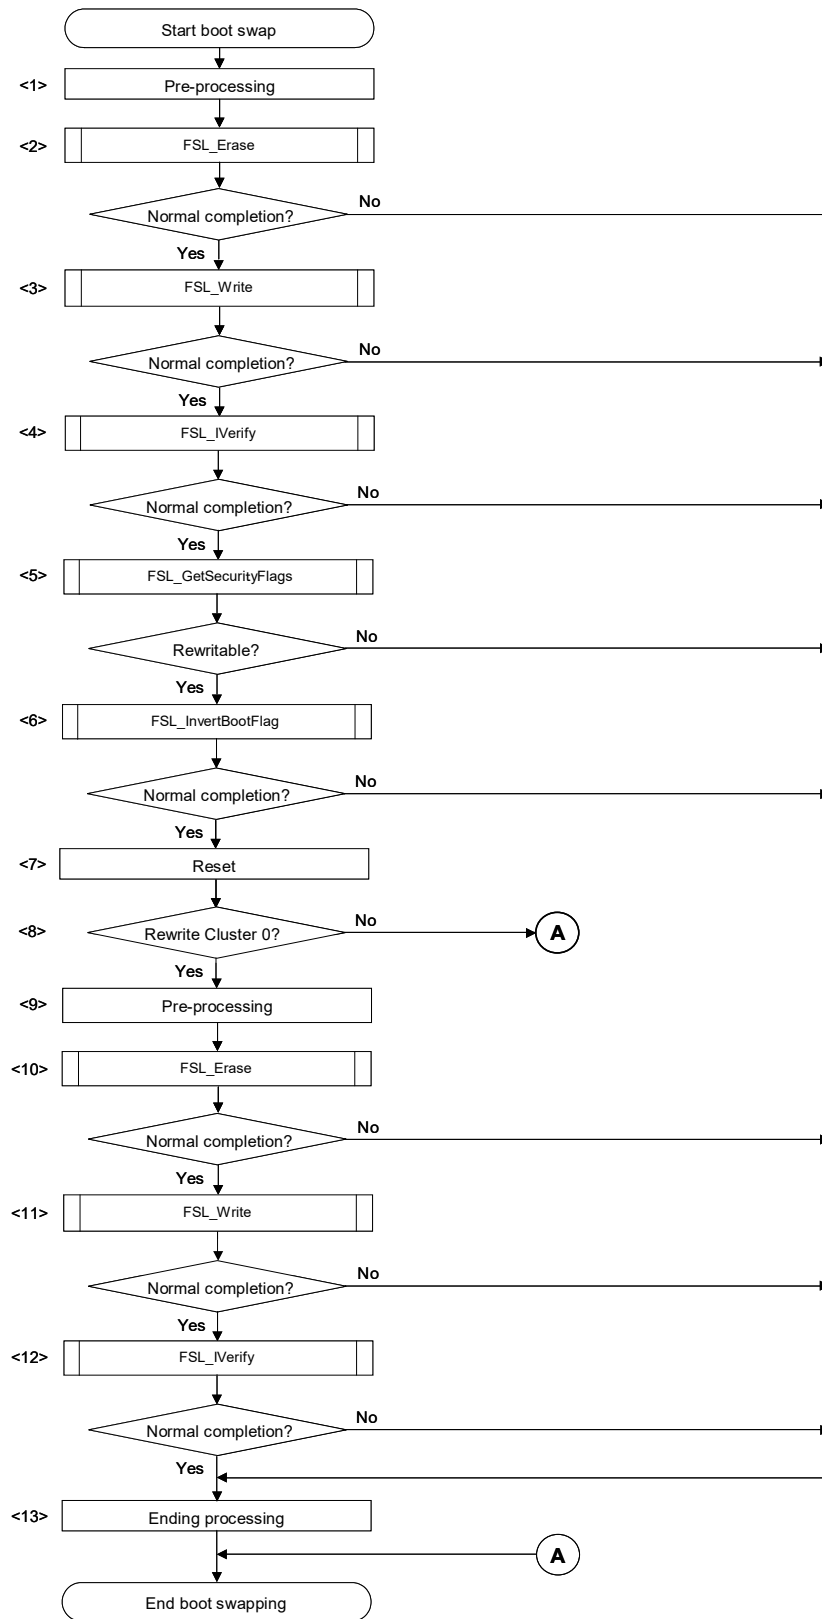 Start boot swap
<1> Pre-processing
<2> FSL_Erase
Normal completion? No
Yes
<3> FSL_Write
Normal completion? No
Yes
<4> FSL_IVerify
Normal completion? No
Yes
<5> FSL_GetSecurityFlags
Rewritable? No
Yes
<6> FSL_InvertBootFlag
Normal completion? No
Yes
<7> Reset
<8> Rewrite Cluster 0? No A
Yes
<9> Pre-processing
<10> FSL_Erase
Normal completion? No
Yes
<11> FSL_Write
Normal completion? No
Yes
<12> FSL_IVerify
Normal completion? No
Yes
<13> Ending processing
A
End boot swapping